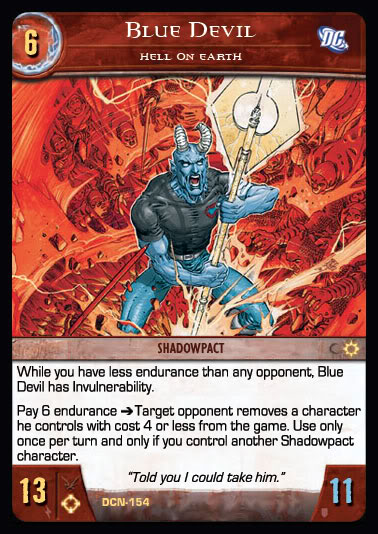 6
BLUE DEVIL
HELL ON EARTH
DC
SHADOWPACT
While you have less endurance than any opponent, Blue
Devil has Invulnerability.
Pay 6 endurance ➔Target opponent removes a character
he controls with cost 4 or less from the game. Use only
once per turn and only if you control another Shadowpact
character.
"Told you I could take him."
13
DCN-154
11